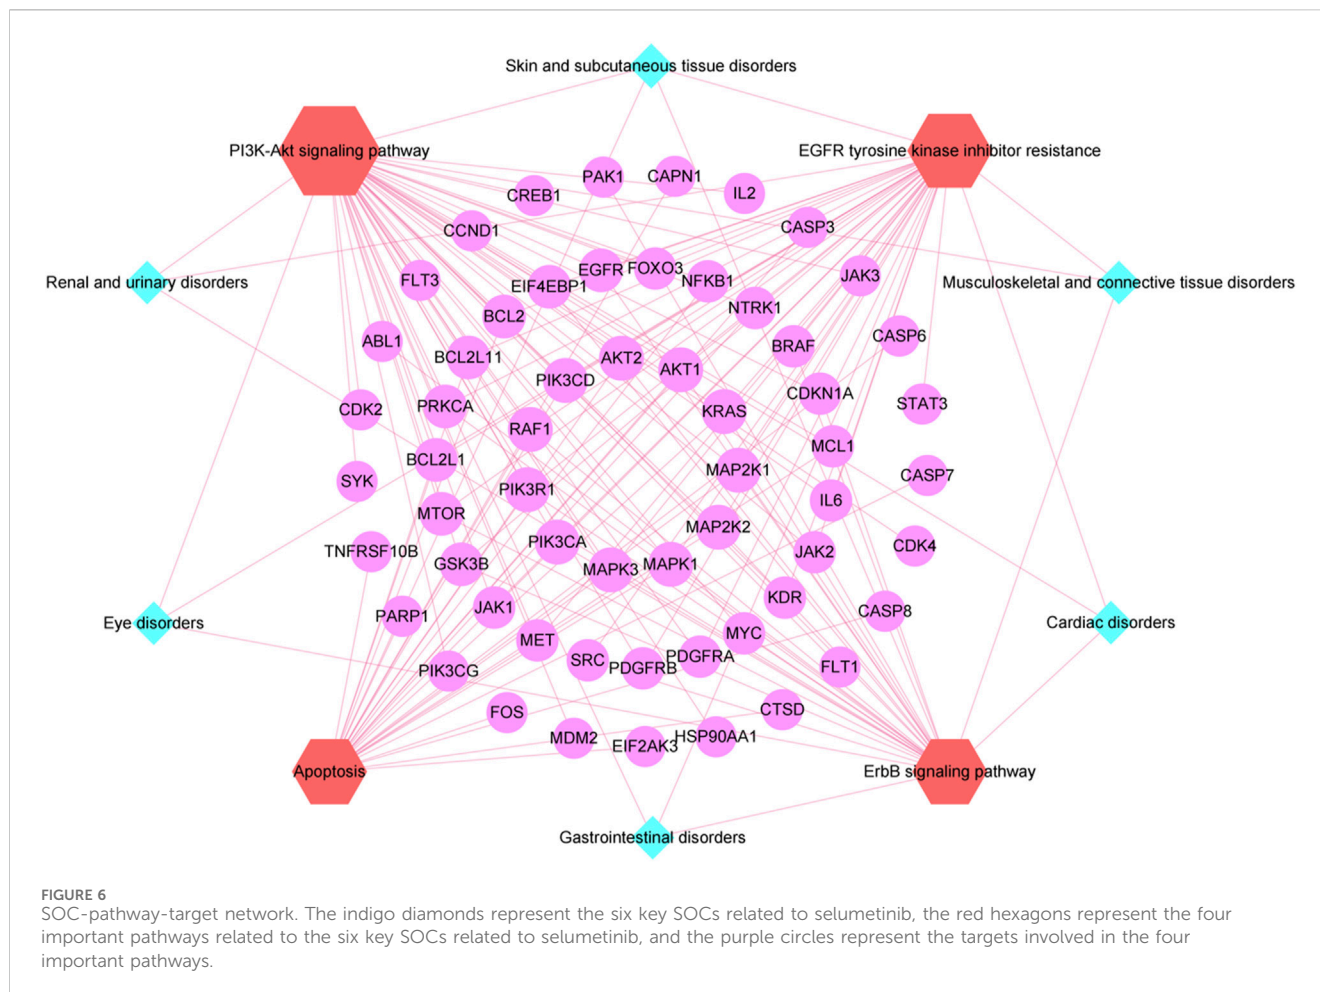 Skin and subcutaneous tissue disorders
PI3K-Akt signaling pathway
EGFR tyrosine kinase inhibitor resistance
PAK1
CAPN1
IL2
CREB1
CCND1
CASP3
Renal and urinary disorders
FLT3
EIF4EBP1
EGFR
FOXO3
NFKB1
JAK3
Musculoskeletal and connective tissue disorders
BCL2
NTRK1
ABL1
BCL2L11
AKT2
AKT1
BRAF
CASP6
PIK3CD
CDKN1A
CDK2
PRKCA
RAF1
KRAS
STAT3
BCL2L1
MCL1
SYK
PIK3R1
MAP2K1
CASP7
MTOR
IL6
TNFRSF10B
GSK3B
PIK3CA
MAP2K2
JAK2
CDK4
MAPK3
MAPK1
PARP1
JAK1
KDR
CASP8
Eye disorders
Cardiac disorders
MET
MYC
PIK3CG
SRC
PDGFRB
PDGFRA
FLT1
FOS
CTSD
MDM2
EIF2AK3
HSP90AA1
Apoptosis
ErbB signaling pathway
Gastrointestinal disorders
FIGURE 6
SOC-pathway-target network. The indigo diamonds represent the six key SOCs related to selumetinib, the red hexagons represent the four
important pathways related to the six key SOCs related to selumetinib, and the purple circles represent the targets involved in the four
important pathways.